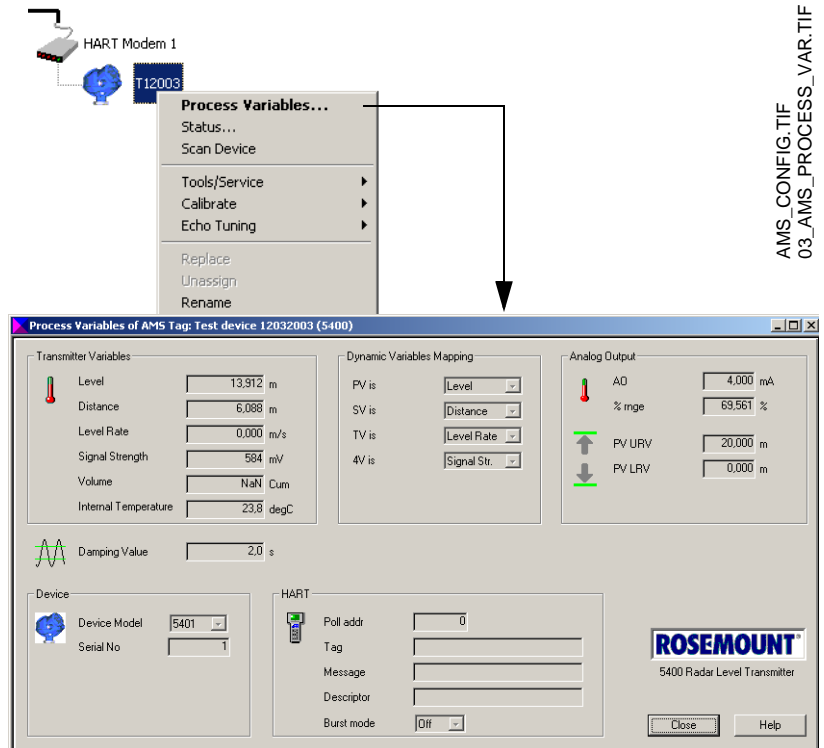 HART Modem 1
T12003
Process Variables...
Status...
Scan Device
Tools/Service
Calibrate
Echo Tuning
Replace
Unassign
Rename
AMS_CONFIG.TIF
03_AMS_PROCESS_VAR.TIF
Process Variables of AMS Tag: Test device 12032003 (5400)
Transmitter Variables
Level 13,912 m
Distance 6,088 m
Level Rate 0,000 m/s
Signal Strength 584 mV
Volume NaN Cum
Internal Temperature 23,8 degC
Damping Value 2,0 s
Dynamic Variables Mapping
PV is Level
SV is Distance
TV is Level Rate
4V is Signal Str.
Analog Output
AO 4,000 mA
% rnge 69,561 %
PV URV 20,000 m
PV LRV 0,000 m
Device
Device Model 5401
Serial No 1
HART
Poll addr 0
Tag
Message
Descriptor
Burst mode Off
ROSEMOUNT®
5400 Radar Level Transmitter
Close Help